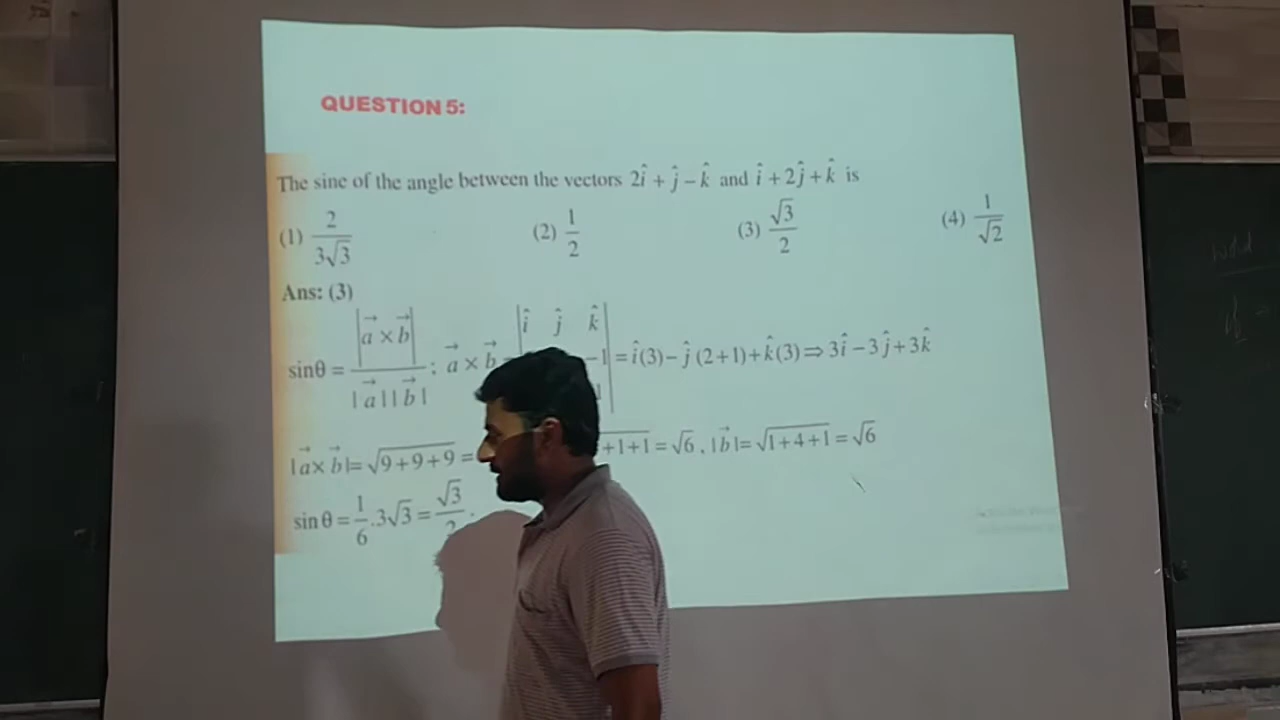 QUESTION 5:
The sine of the angle between the vectors 2î + ĵ − k̂ and î + 2ĵ + k̂ is
(1) 2/(3√3) (2) 1/2 (3) √3/2 (4) 1/√2
Ans: (3)
sinθ = |a⃗ × b⃗| / |a⃗||b⃗| ; a⃗ × b⃗ | î ĵ k̂ −1 | = î(3) − ĵ(2+1) + k̂(3) ⇒ 3î − 3ĵ + 3k̂
|a⃗ × b⃗| = √(9+9+9) = +1+1 = √6 , |b⃗| = √(1+4+1) = √6
sinθ = 1/6 . 3√3 = √3/2 .